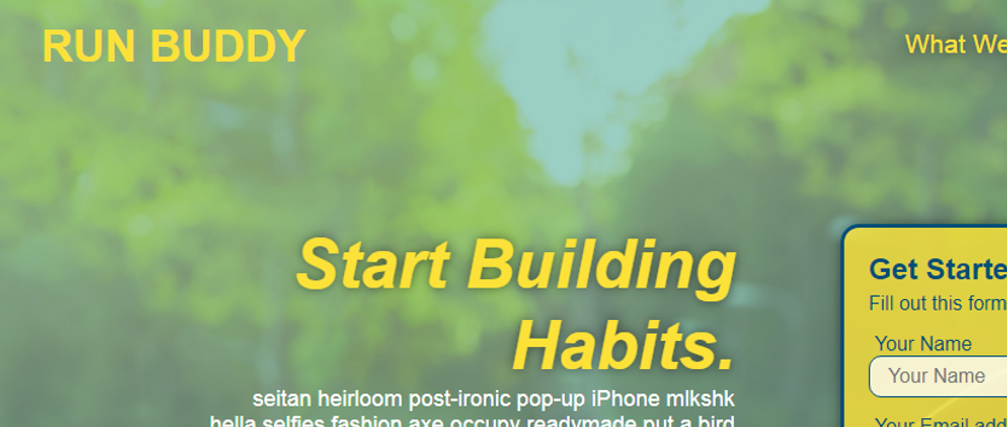 RUN BUDDY
What We
Start Building
Habits.
seitan heirloom post-ironic pop-up iPhone mlkshk
hella selfies fashion axe occupy readymade put a bird
Get Starte
Fill out this form
Your Name
Your Name
Your Email add